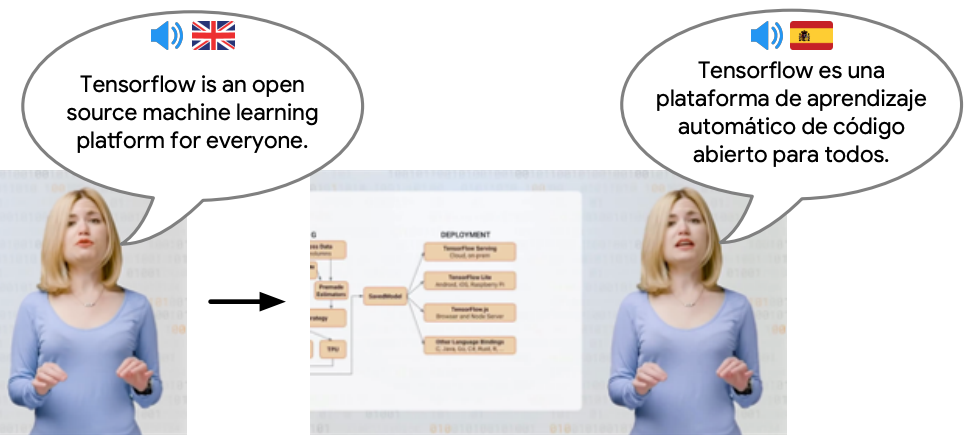 Tensorflow is an open
source machine learning
platform for everyone.
Tensorflow es una
plataforma de aprendizaje
automático de código
abierto para todos.
G
DEPLOYMENT
TensorFlow Serving
Cloud, on prem
TensorFlow Lite
Android, iOS, Raspberry Pi
TensorFlow.js
Browser and Node Server
Other Language Bindings
C, Java, Go, C#, Rust, R, ...
Premade
Estimators
SavedModel
TPU